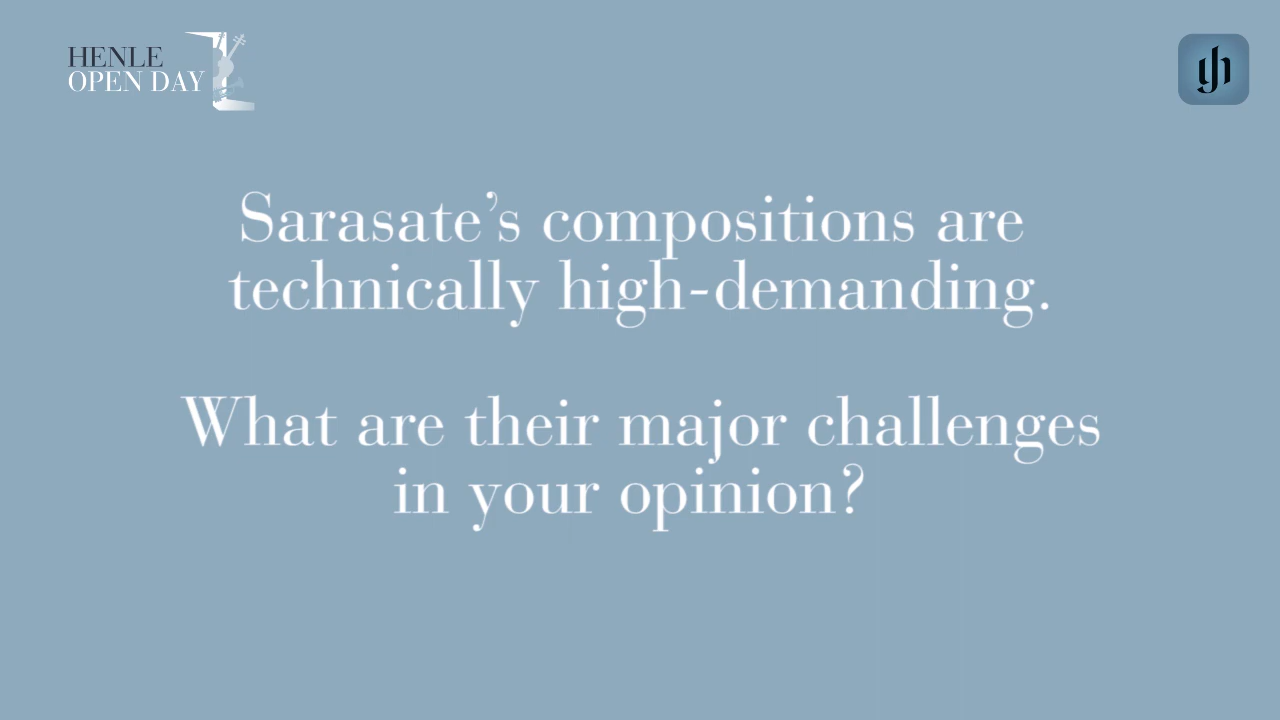 HENLE
OPEN DAY
Sarasate’s compositions are
technically high-demanding.
What are their major challenges
in your opinion?